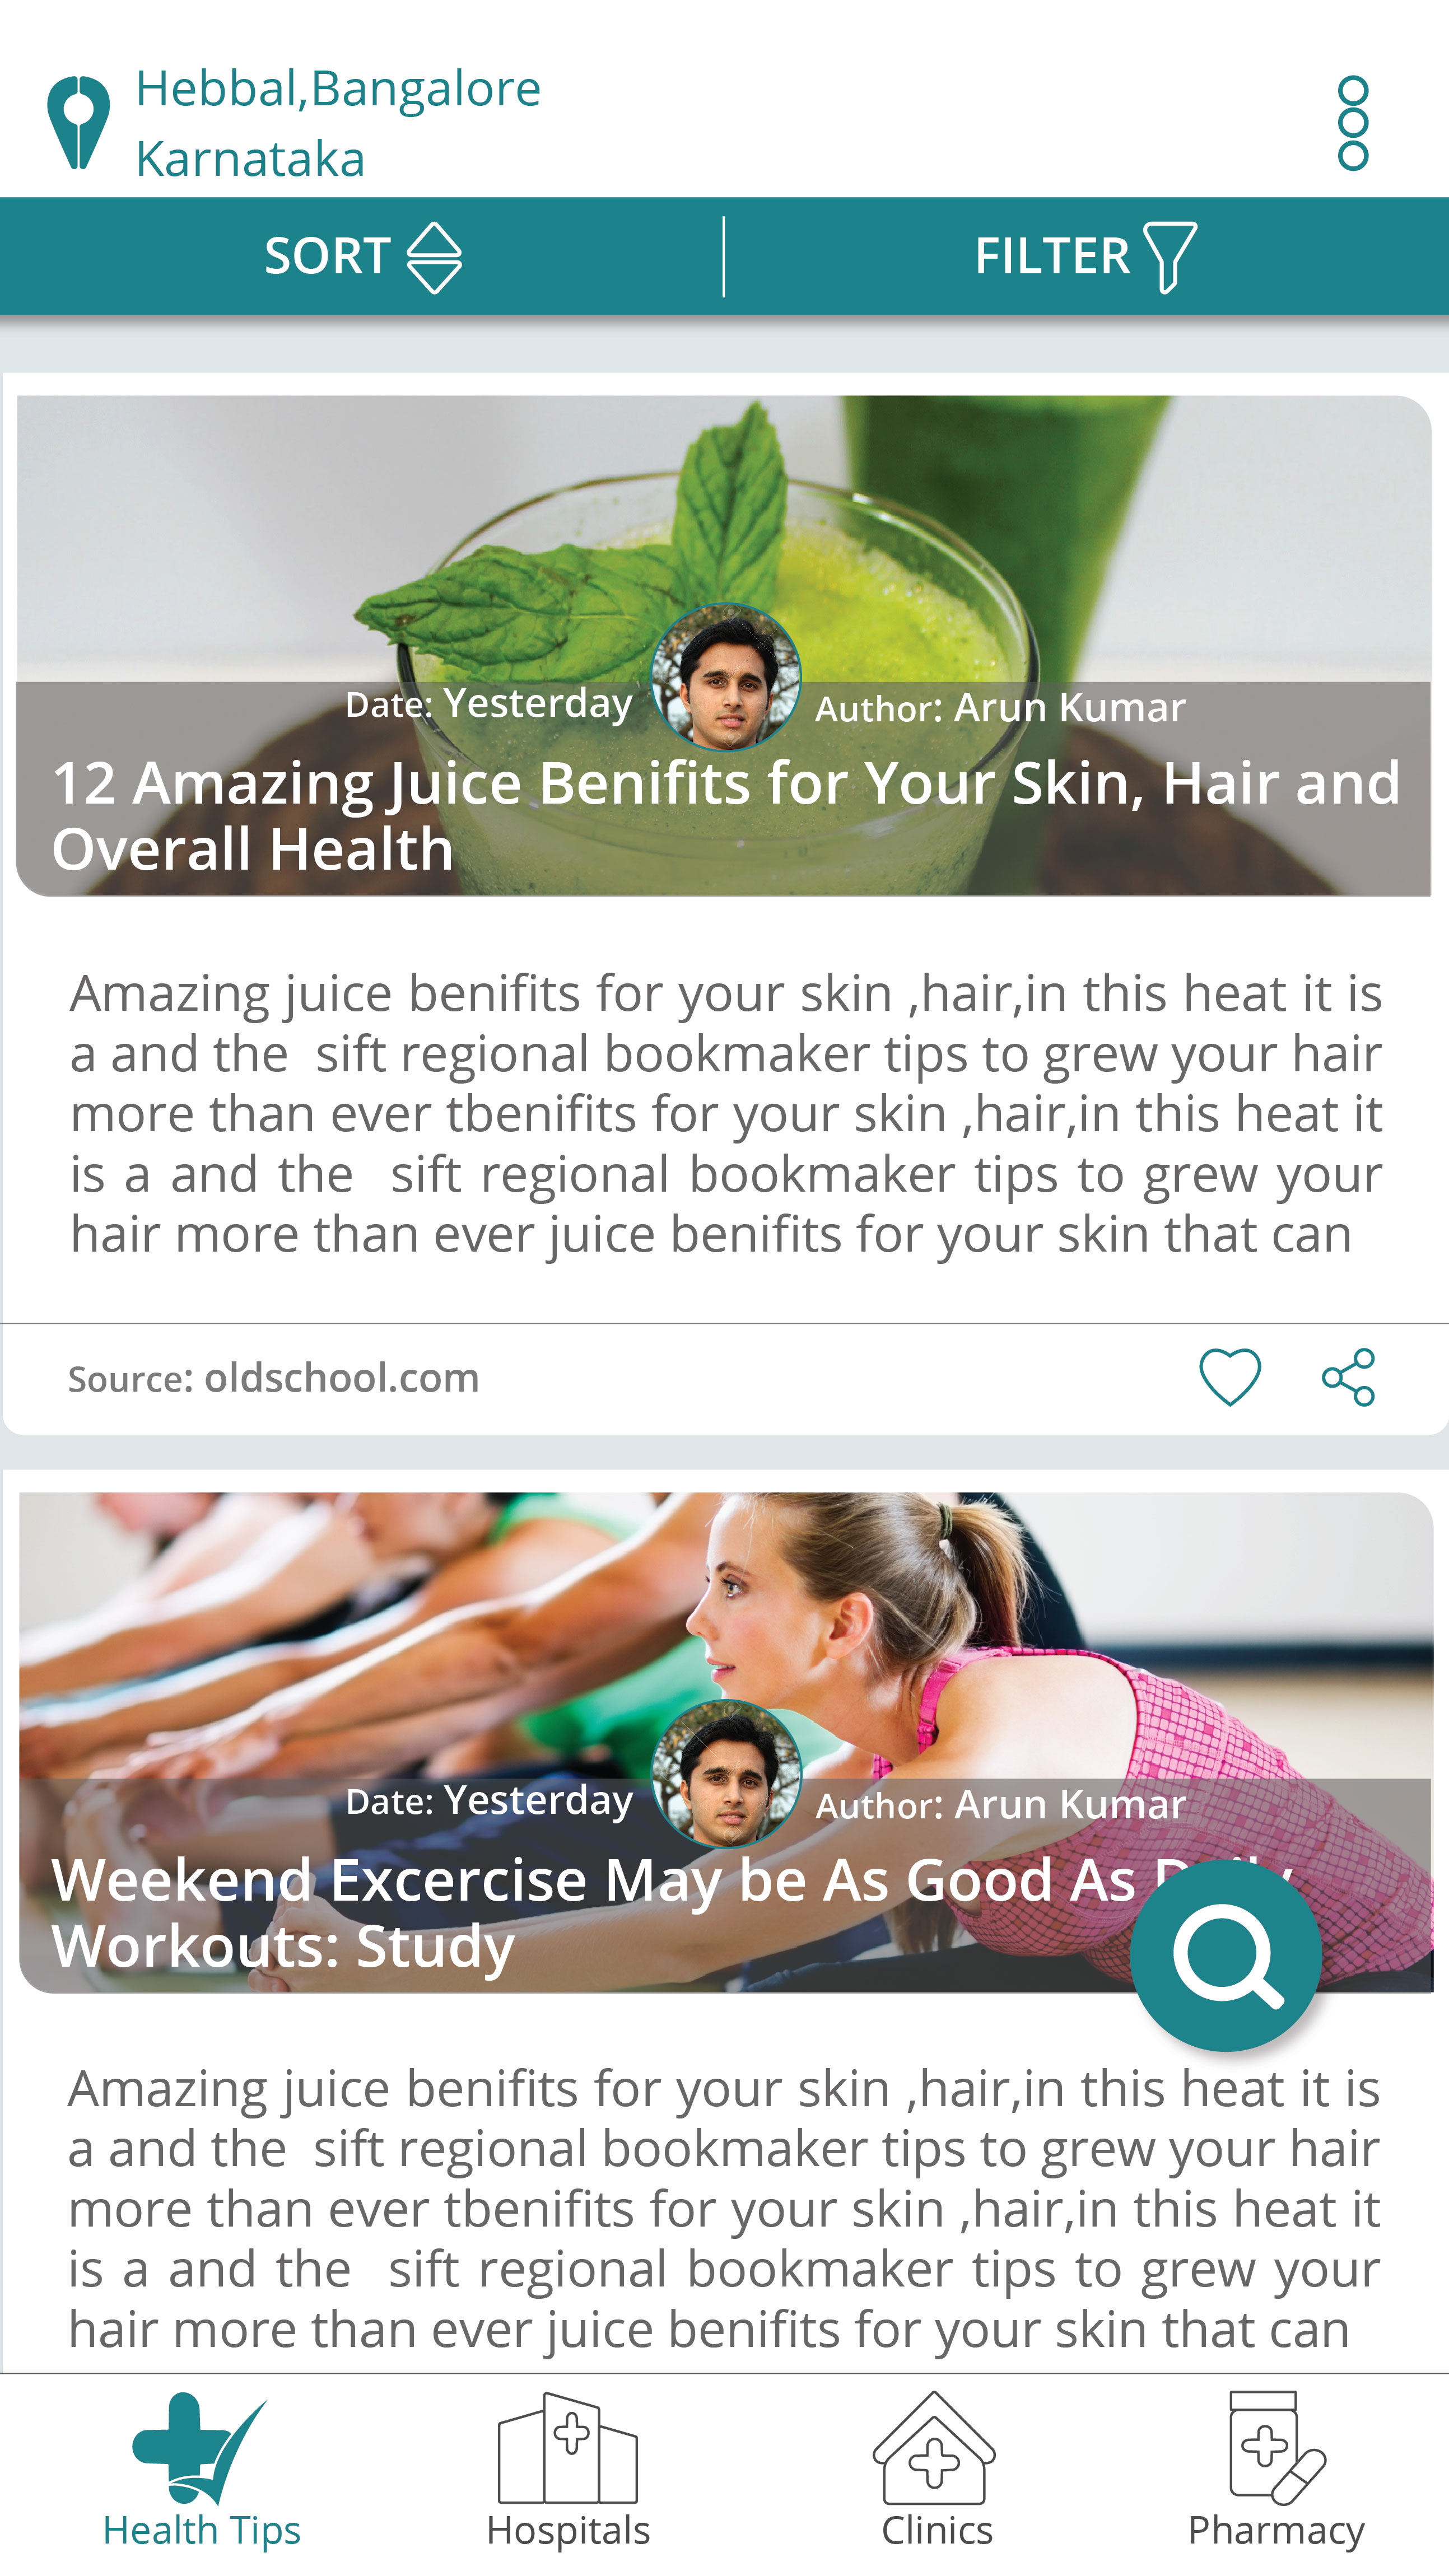 Hebbal,Bangalore
Karnataka
SORT
FILTER
Date: Yesterday
Author: Arun Kumar
12 Amazing Juice Benifits for Your Skin, Hair and
Overall Health
Amazing juice benifits for your skin ,hair,in this heat it is
a and the  sift regional bookmaker tips to grew your hair
more than ever tbenifits for your skin ,hair,in this heat it
is a and the  sift regional bookmaker tips to grew your
hair more than ever juice benifits for your skin that can
Source: oldschool.com
Date: Yesterday
Author: Arun Kumar
Weekend Excercise May be As Good As Daily
Workouts: Study
Amazing juice benifits for your skin ,hair,in this heat it is
a and the  sift regional bookmaker tips to grew your hair
more than ever tbenifits for your skin ,hair,in this heat it
is a and the  sift regional bookmaker tips to grew your
hair more than ever juice benifits for your skin that can
Health Tips
Hospitals
Clinics
Pharmacy